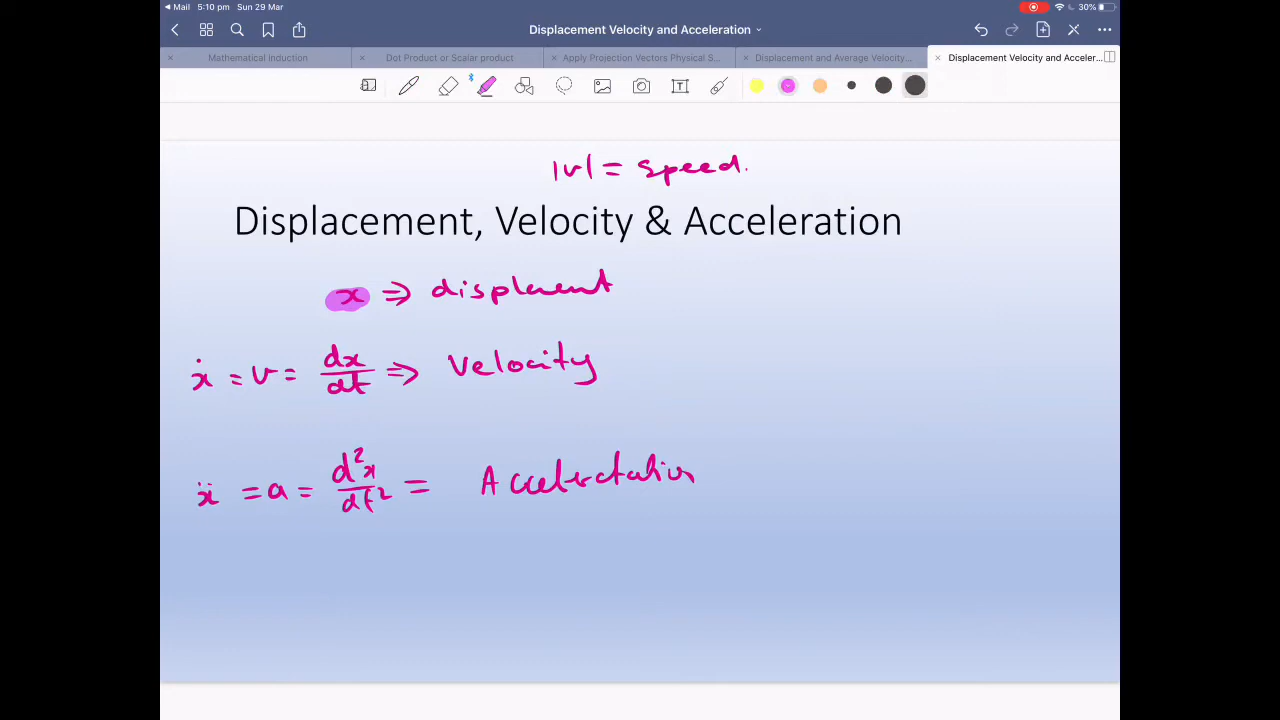 Mail 5:10 pm Sun 29 Mar 30%
Displacement Velocity and Acceleration
Mathematical Induction
Dot Product or Scalar product
Apply Projection Vectors Physical S...
Displacement and Average Velocity...
Displacement Velocity and Acceler...
|v| = speed.
Displacement, Velocity & Acceleration
x ⇒ displement
ẋ = v = dx/dt ⇒ Velocity
ẍ = a = d²x/dt² = Accelerctation